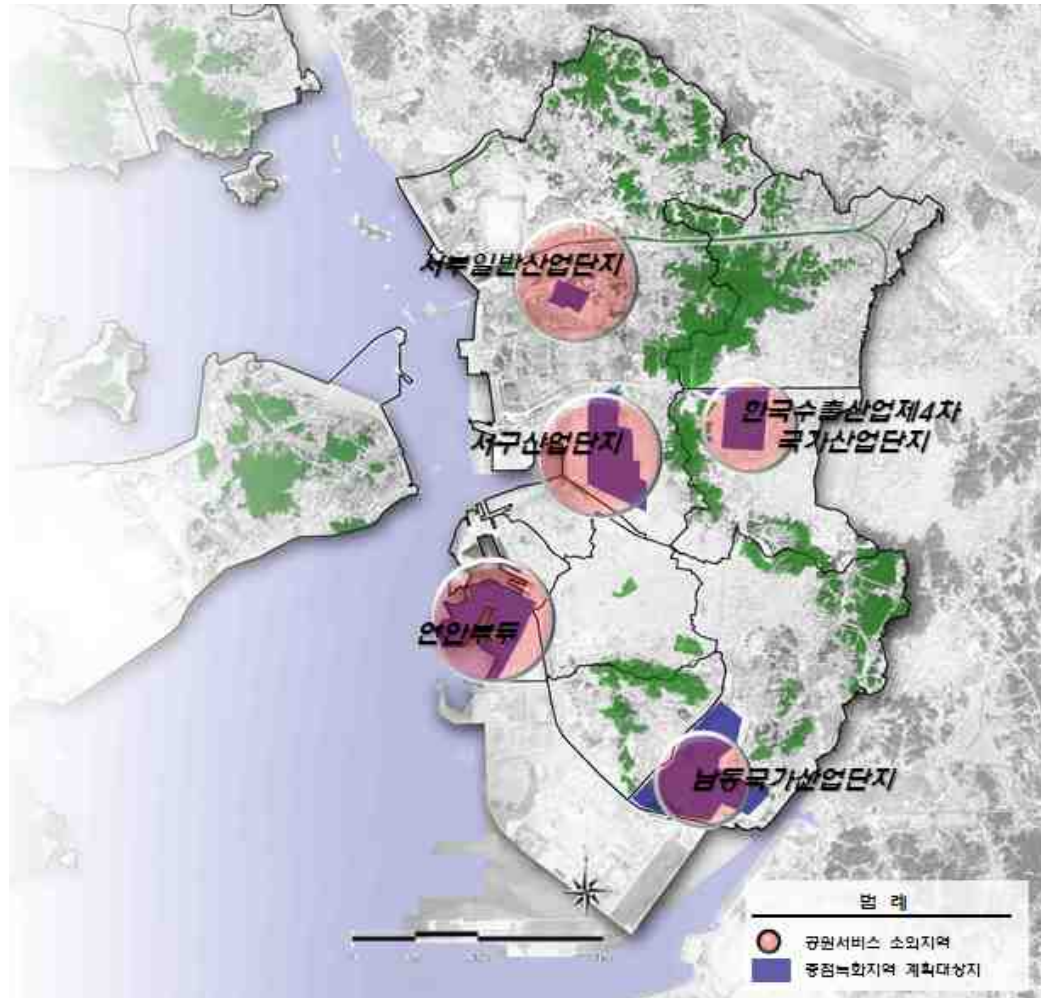 서부일반산업단지
한국수출산업제4차
국가산업단지
서구산업단지
연안부두
남동국가산업단지
범 례
공원서비스 소외지역
중점녹화지역 계획대상지